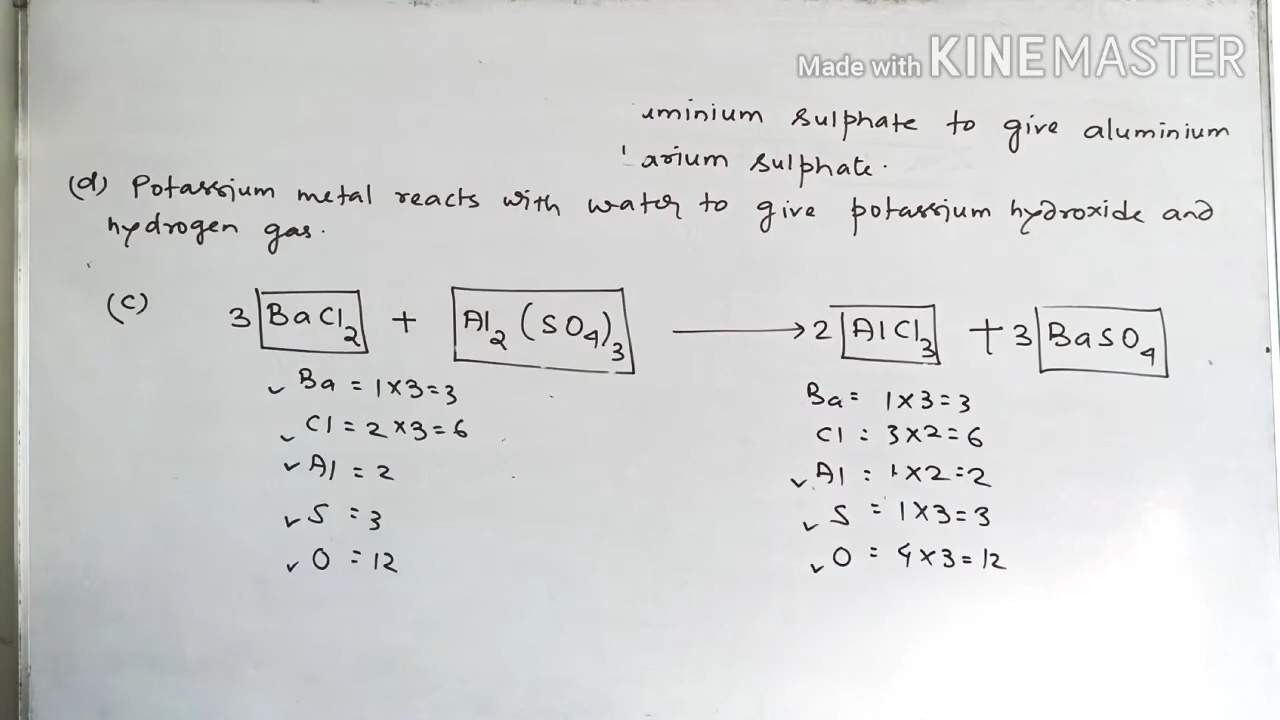 Made with KINEMASTER
sulphate to give aluminium
sulphate.
(d) Potassium metal reacts with water to give potassium hydroxide and
hydrogen gas.
(c) 3 BaCl₂ + Al₂(SO₄)₃ → 2 AlCl₃ + 3 BaSO₄
✓ Ba = 1×3=3
✓ Cl = 2×3=6
✓ Al = 2
✓ S = 3
✓ O = 12
Ba = 1×3=3
Cl = 3×2=6
✓ Al = 1×2=2
✓ S = 1×3=3
✓ O = 4×3=12